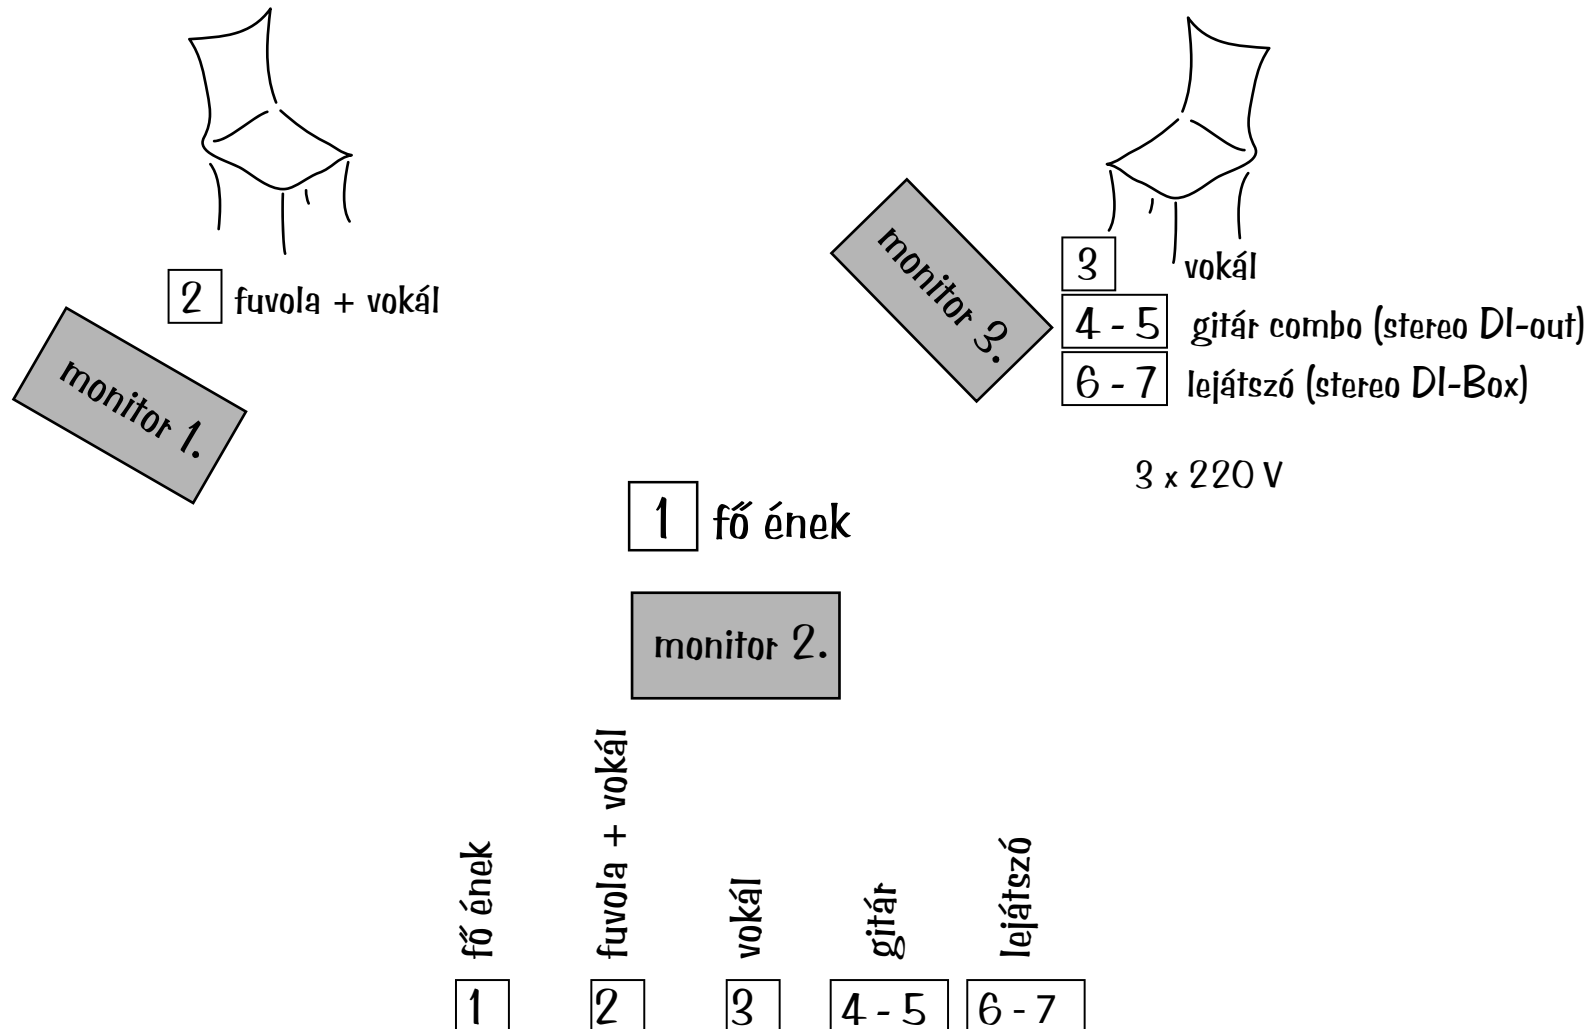 2 fuvola + vokál
monitor 1.
monitor 3.
3 vokál
4 - 5 gitár combo (stereo DI-out)
6 - 7 lejátszó (stereo DI-Box)
3 x 220 V
1 fő ének
monitor 2.
fő ének
fuvola + vokál
vokál
gitár
lejátszó
1 2 3 4 - 5 6 - 7